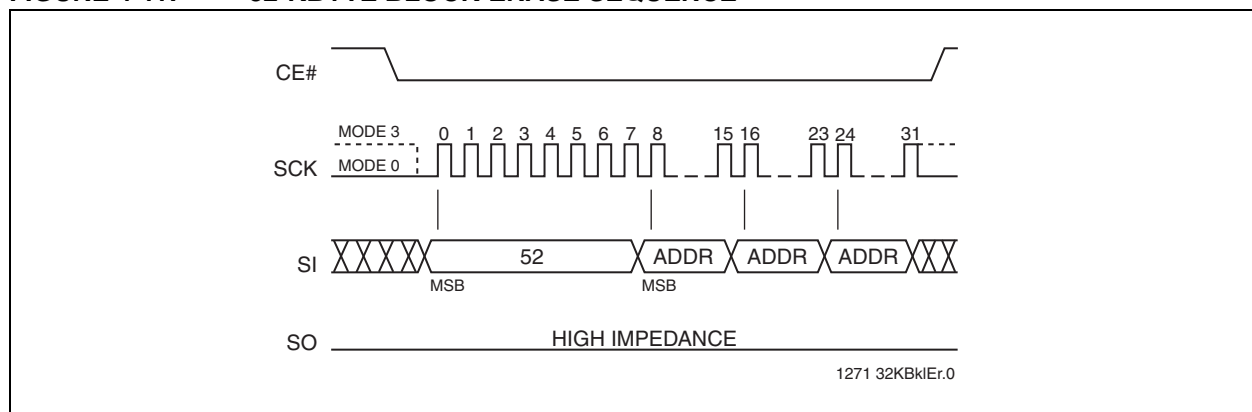 CE#
MODE 3
0 1 2 3 4 5 6 7 8 15 16 23 24 31
SCK
MODE 0
SI
52
ADDR
ADDR
ADDR
MSB
MSB
SO
HIGH IMPEDANCE
1271 32KBklEr.0